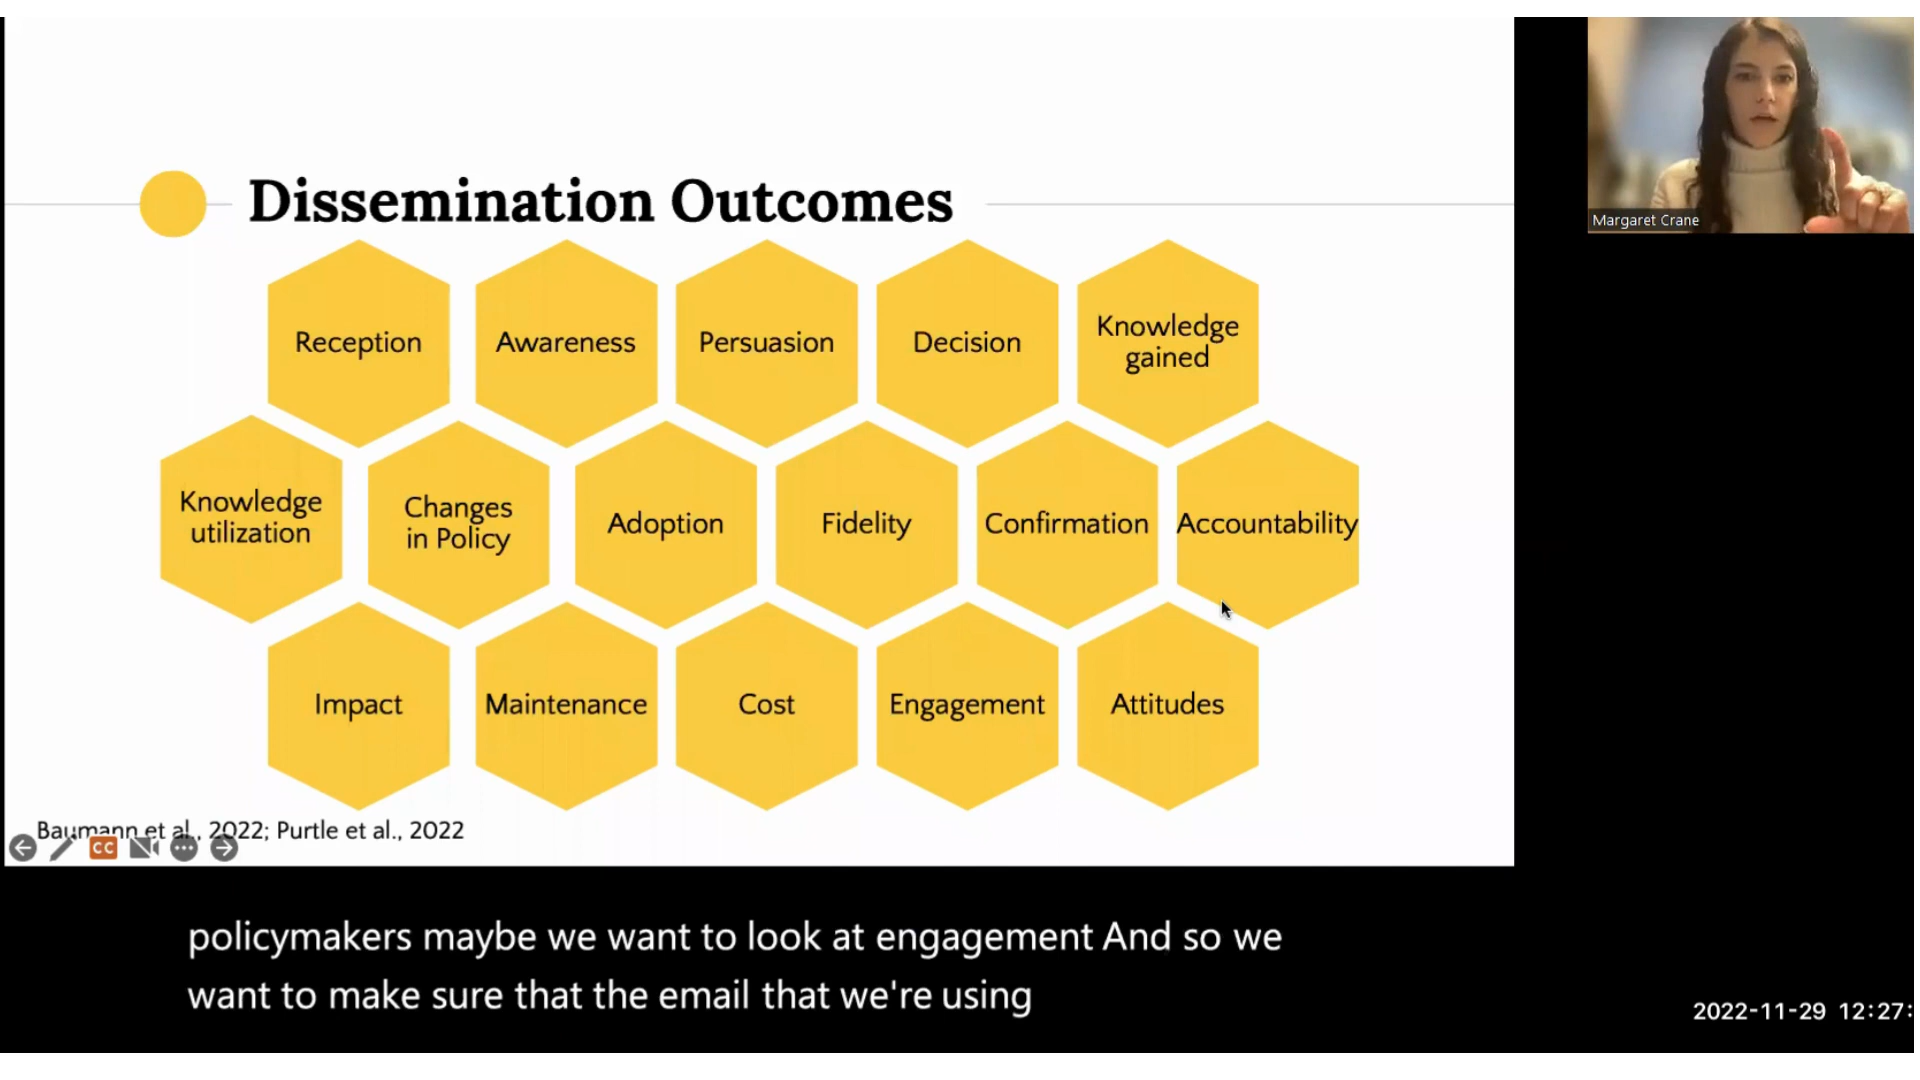 Margaret Crane
Dissemination Outcomes
Reception
Awareness
Persuasion
Decision
Knowledge
gained
Knowledge
utilization
Changes
in Policy
Adoption
Fidelity
Confirmation
Accountability
Impact
Maintenance
Cost
Engagement
Attitudes
Baumann et al., 2022; Purtle et al., 2022
CC
policymakers maybe we want to look at engagement And so we
want to make sure that the email that we're using
2022-11-29 12:27: